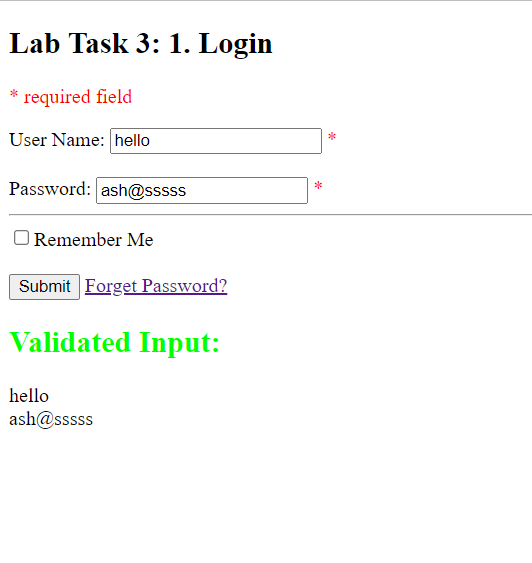 Lab Task 3: 1. Login
* required field
User Name: hello *
Password: ash@sssss *
Remember Me
Submit Forget Password?
Validated Input:
hello
ash@sssss